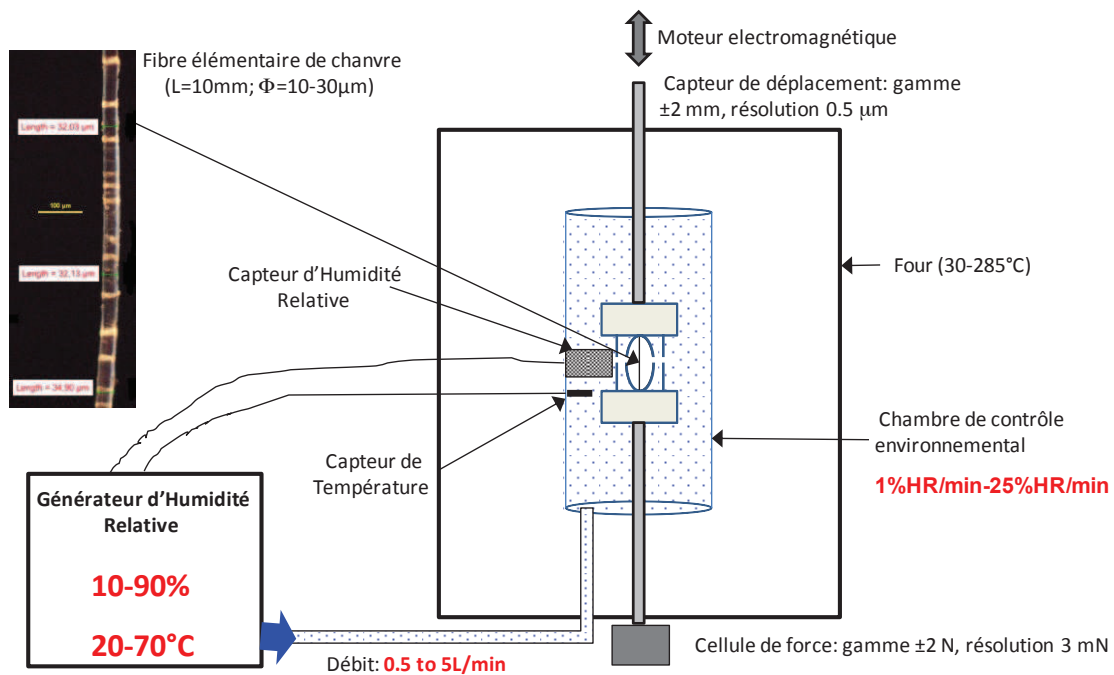 Moteur electromagnétique
Fibre élémentaire de chanvre
(L=10mm; Φ=10-30µm)
Capteur de déplacement: gamme
±2 mm, résolution 0.5 µm
Length = 32.03 µm
100 µm
Length = 32.13 µm
Length = 34.90 µm
Capteur d'Humidité
Relative
Four (30-285°C)
Capteur de
Température
Chambre de contrôle
environnemental
1%HR/min-25%HR/min
Générateur d'Humidité
Relative
10-90%
20-70°C
Débit: 0.5 to 5L/min
Cellule de force: gamme ±2 N, résolution 3 mN